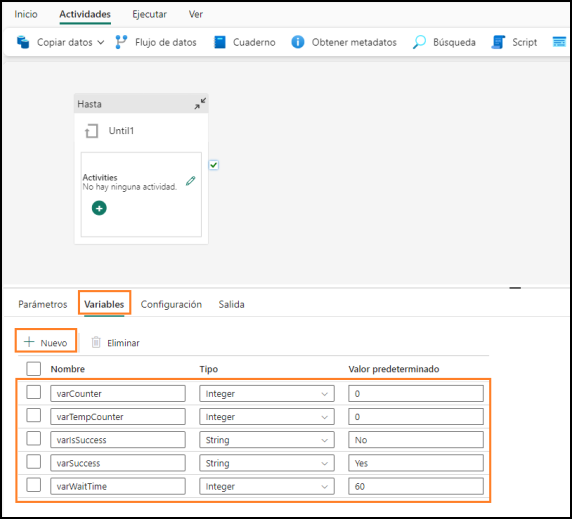 Inicio Actividades Ejecutar Ver
Copiar datos Flujo de datos Cuaderno Obtener metadatos Búsqueda Script
Hasta
Until1
Activities
No hay ninguna actividad.
Parámetros Variables Configuración Salida
Nuevo Eliminar
Nombre Tipo Valor predeterminado
varCounter Integer 0
varTempCounter Integer 0
varIsSuccess String No
varSuccess String Yes
varWaitTime Integer 60